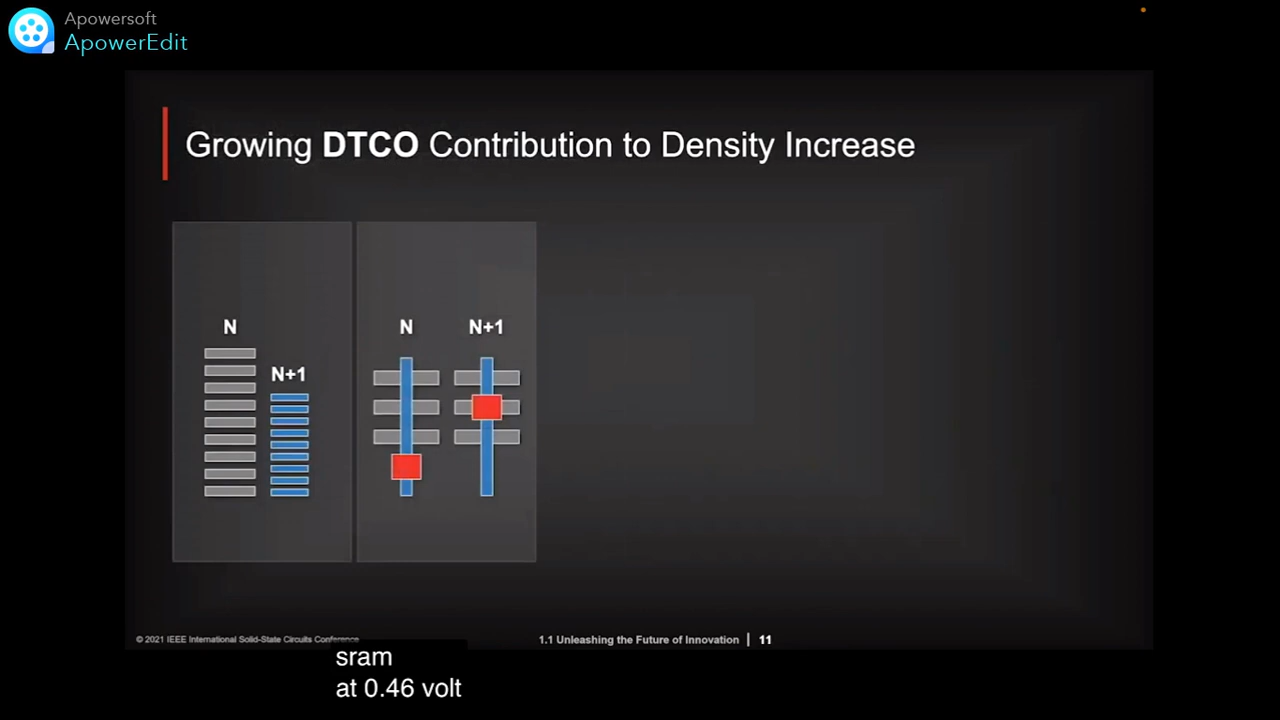 Apowersoft
ApowerEdit
Growing DTCO Contribution to Density Increase
N
N+1
N
N+1
© 2021 IEEE International Solid-State Circuits Conference
1.1 Unleashing the Future of Innovation | 11
sram
at 0.46 volt